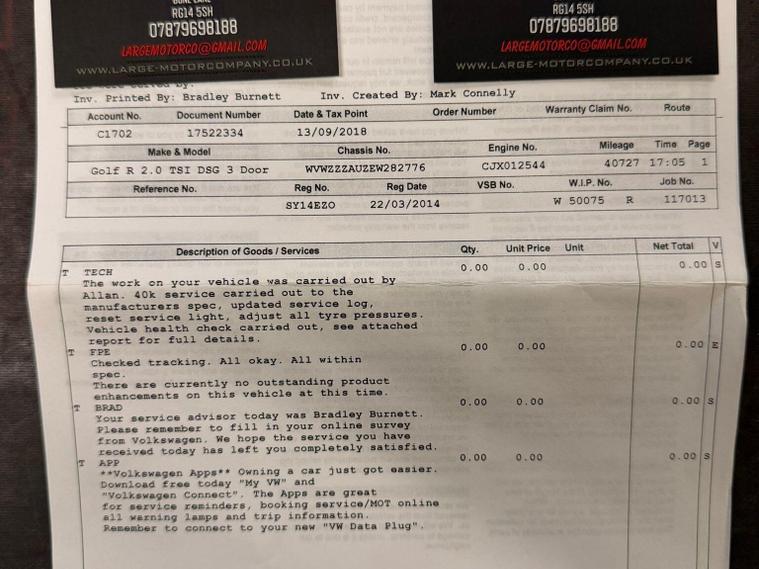 RG14 5SH
07879698188
LARGEMOTORCO@GMAIL.COM
WWW.LARGE-MOTORCOMPANY.CO.UK
RG14 5SH
07879698188
LARGEMOTORCO@GMAIL.COM
WWW.LARGE-MOTORCOMPANY.CO.UK
Inv. Printed By: Bradley Burnett Inv. Created By: Mark Connelly
Account No. Document Number Date & Tax Point Order Number Warranty Claim No. Route
C1702 17522334 13/09/2018
Make & Model Chassis No. Engine No. Mileage Time Page
Golf R 2.0 TSI DSG 3 Door WVWZZZAUZEW282776 CJX012544 40727 17:05 1
Reference No. Reg No. Reg Date VSB No. W.I.P. No. Job No.
SY14EZO 22/03/2014 W 50075 R 117013
Description of Goods / Services Qty. Unit Price Unit Net Total V
T TECH 0.00 0.00 0.00 S
The work on your vehicle was carried out by
Allan. 40k service carried out to the
manufacturers spec, updated service log,
reset service light, adjust all tyre pressures.
Vehicle health check carried out, see attached
report for full details.
T FPE 0.00 0.00 0.00 E
Checked tracking. All okay. All within
spec.
There are currently no outstanding product
enhancements on this vehicle at this time.
T BRAD 0.00 0.00 0.00 S
Your service advisor today was Bradley Burnett.
Please remember to fill in your online survey
from Volkswagen. We hope the service you have
received today has left you completely satisfied.
T APP 0.00 0.00 0.00 S
**Volkswagen Apps** Owning a car just got easier.
Download free today "My VW" and
"Volkswagen Connect". The Apps are great
for service reminders, booking service/MOT online
all warning lamps and trip information.
Remember to connect to your new "VW Data Plug".